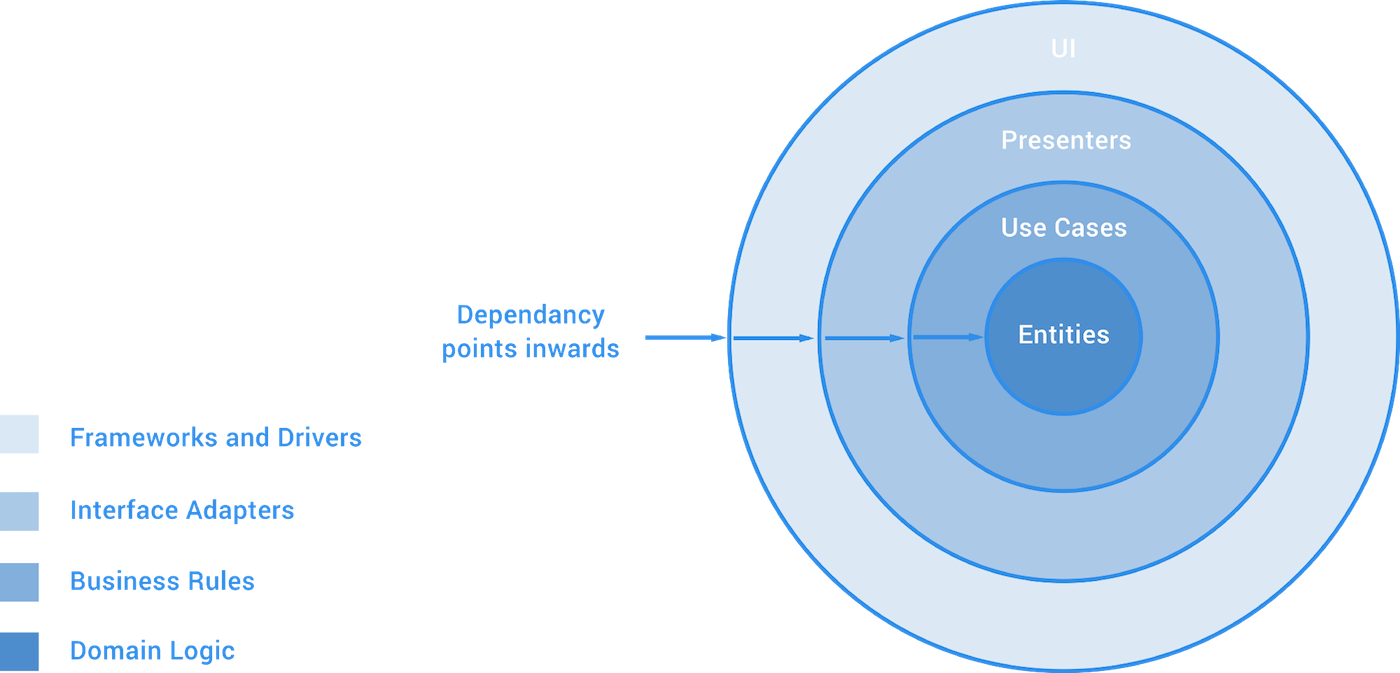 UI
Presenters
Use Cases
Entities
Dependancy
points inwards
Frameworks and Drivers
Interface Adapters
Business Rules
Domain Logic